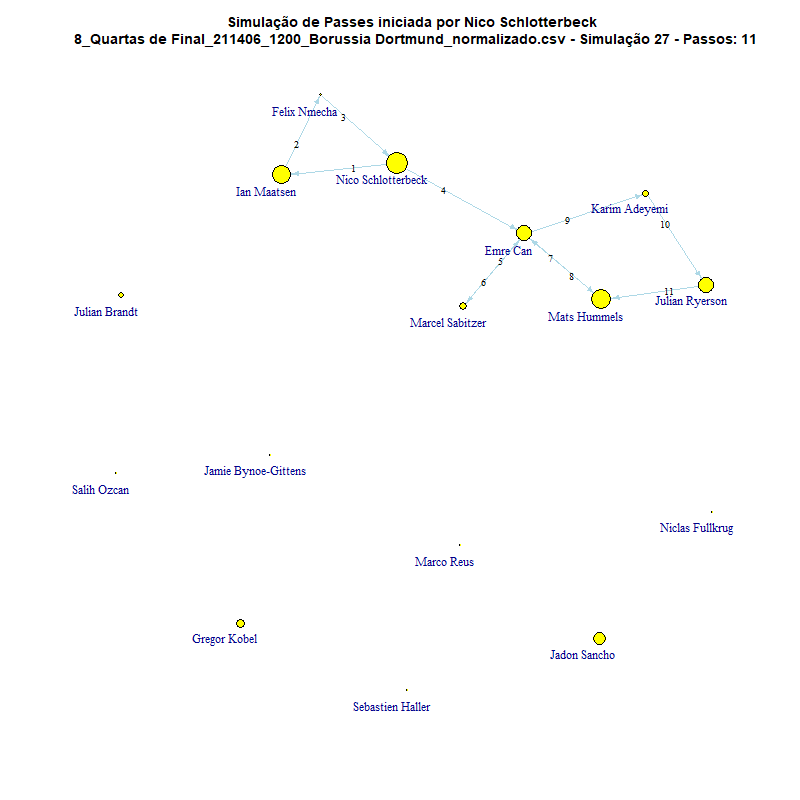 Simulação de Passes iniciada por Nico Schlotterbeck
8_Quartas de Final_211406_1200_Borussia Dortmund_normalizado.csv - Simulação 27 - Passos: 11
Felix Nmecha
3
2
1
Ian Maatsen
Nico Schlotterbeck
4
Karim Adeyemi
9
10
Emre Can
5
7
8
6
11
Julian Ryerson
Julian Brandt
Marcel Sabitzer
Mats Hummels
Jamie Bynoe-Gittens
Salih Ozcan
Niclas Fullkrug
Marco Reus
Gregor Kobel
Jadon Sancho
Sebastien Haller